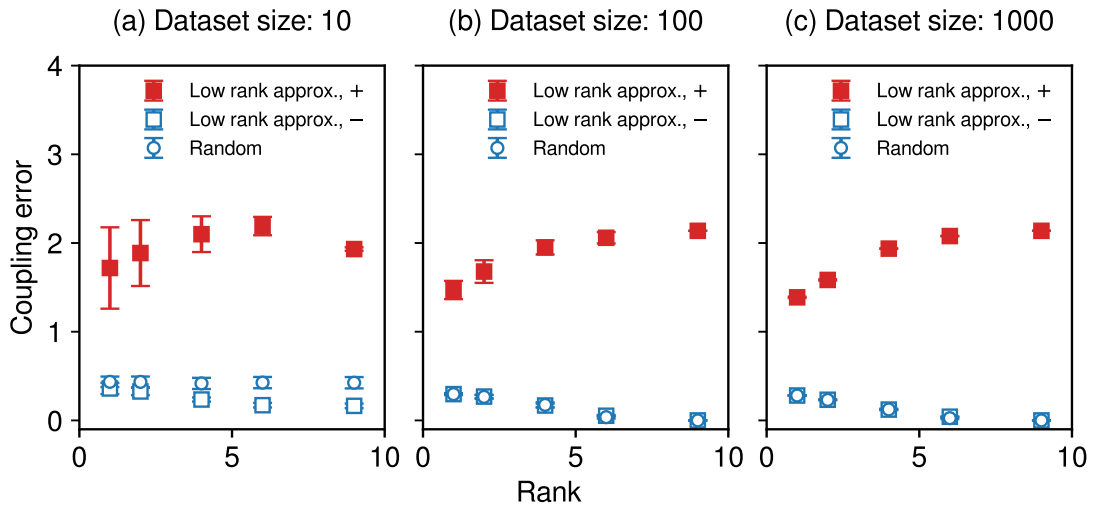 (a) Dataset size: 10
(b) Dataset size: 100
(c) Dataset size: 1000
Coupling error
4
3
2
1
0
Low rank approx., +
Low rank approx., −
Random
Low rank approx., +
Low rank approx., −
Random
Low rank approx., +
Low rank approx., −
Random
0 5 10
0 5 10
0 5 10
Rank